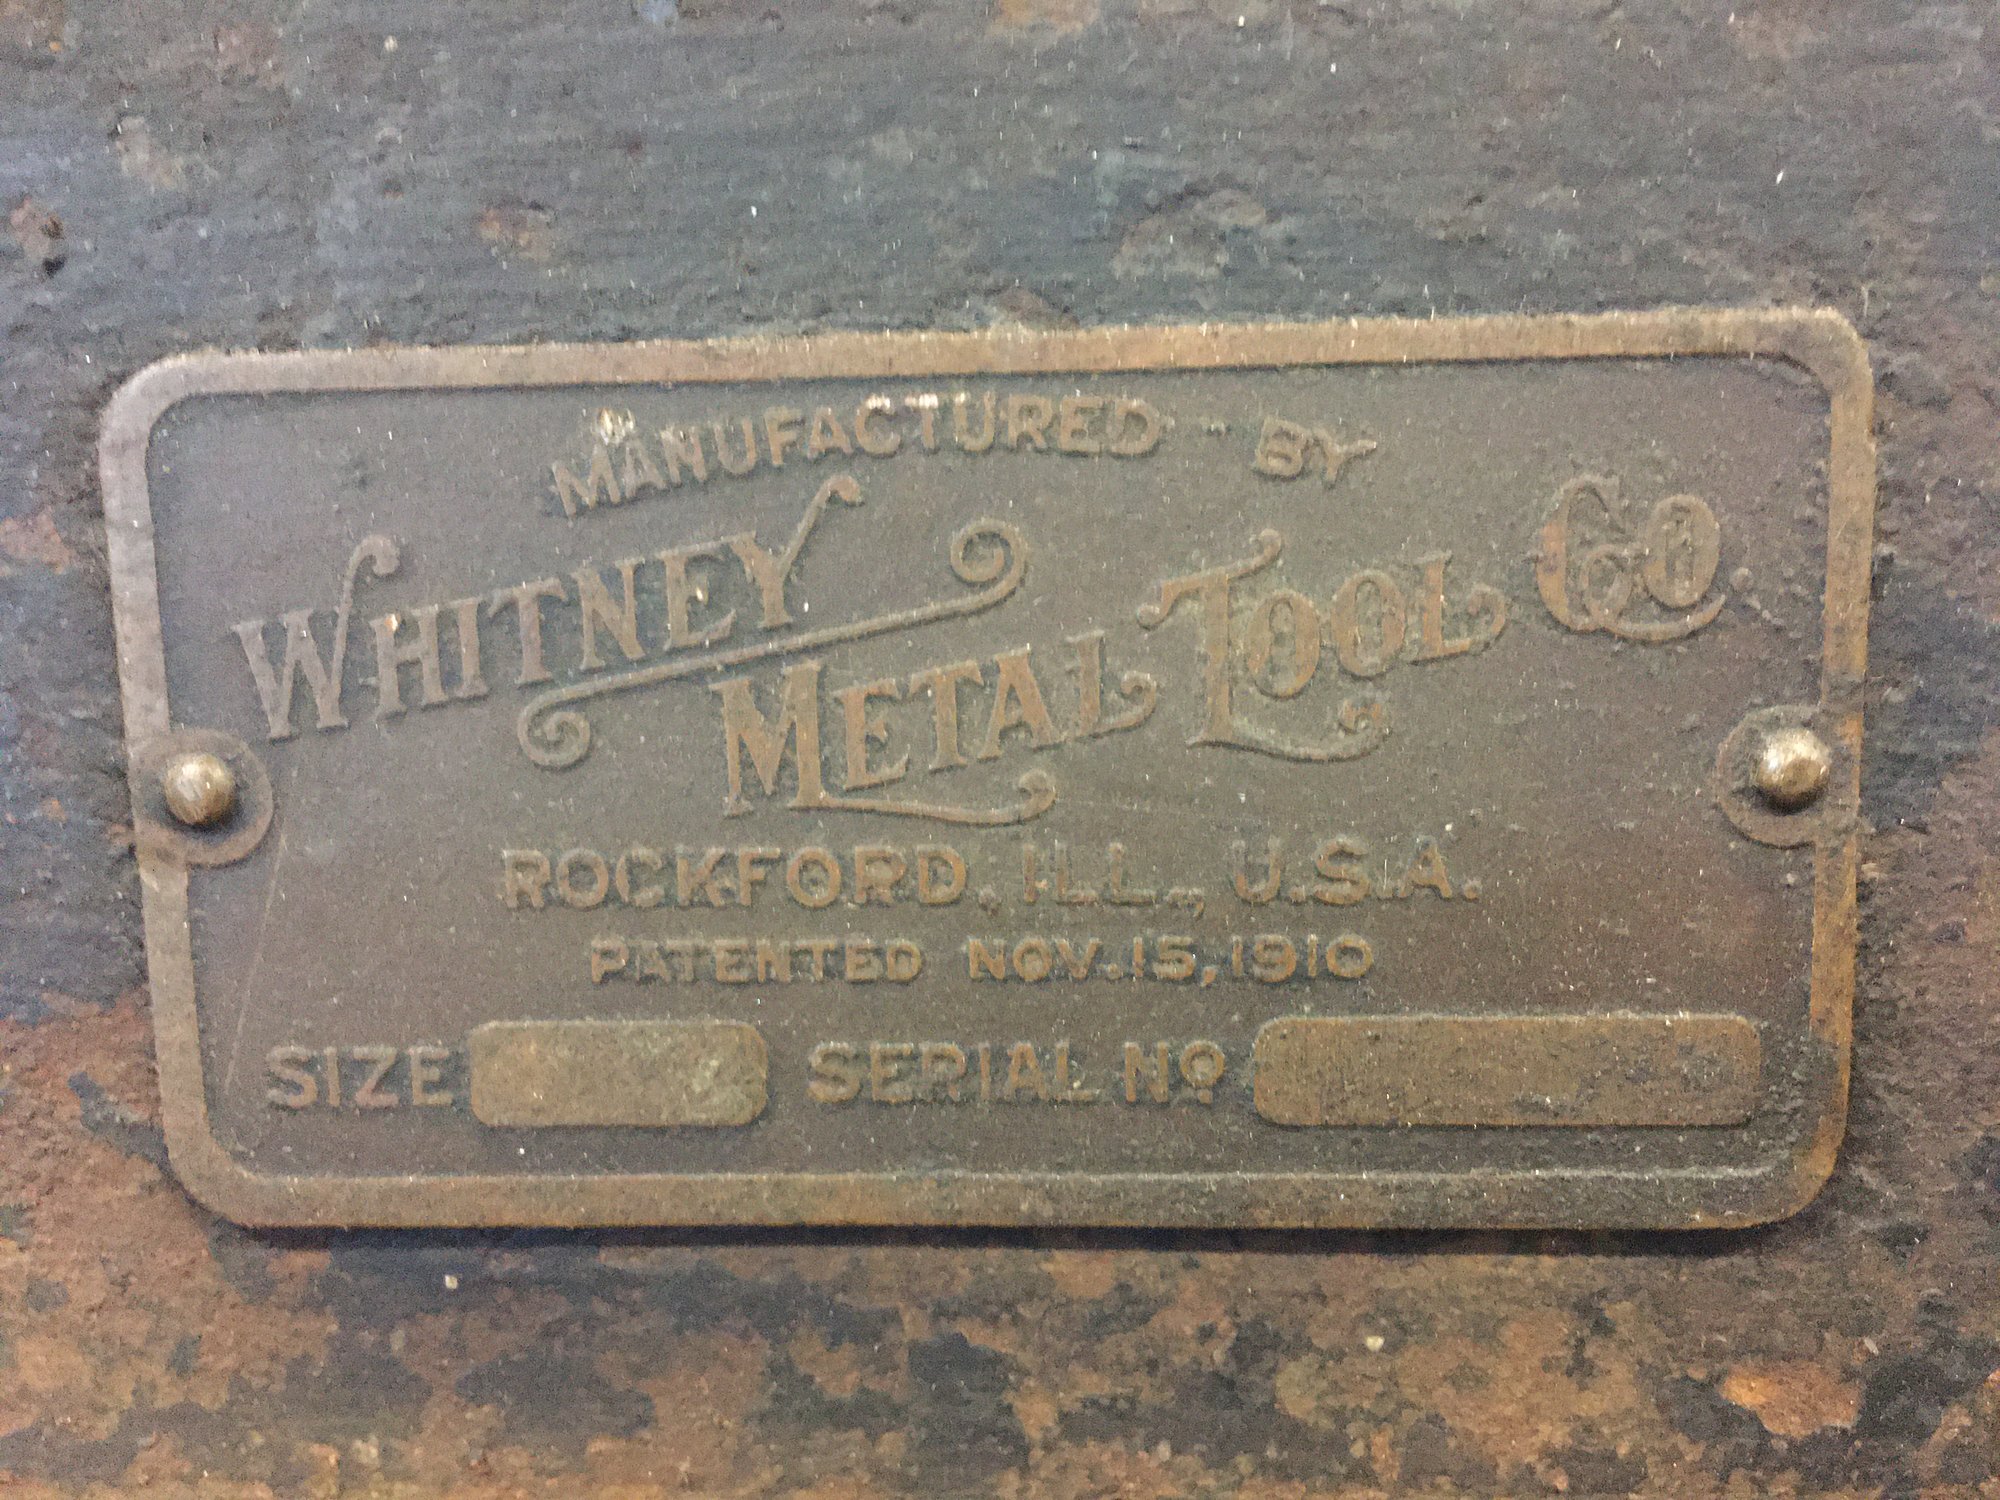 MANUFACTURED BY
WHITNEY METAL TOOL CO.
ROCKFORD, ILL., U.S.A.
PATENTED NOV. 15, 1910
SIZE SERIAL NO